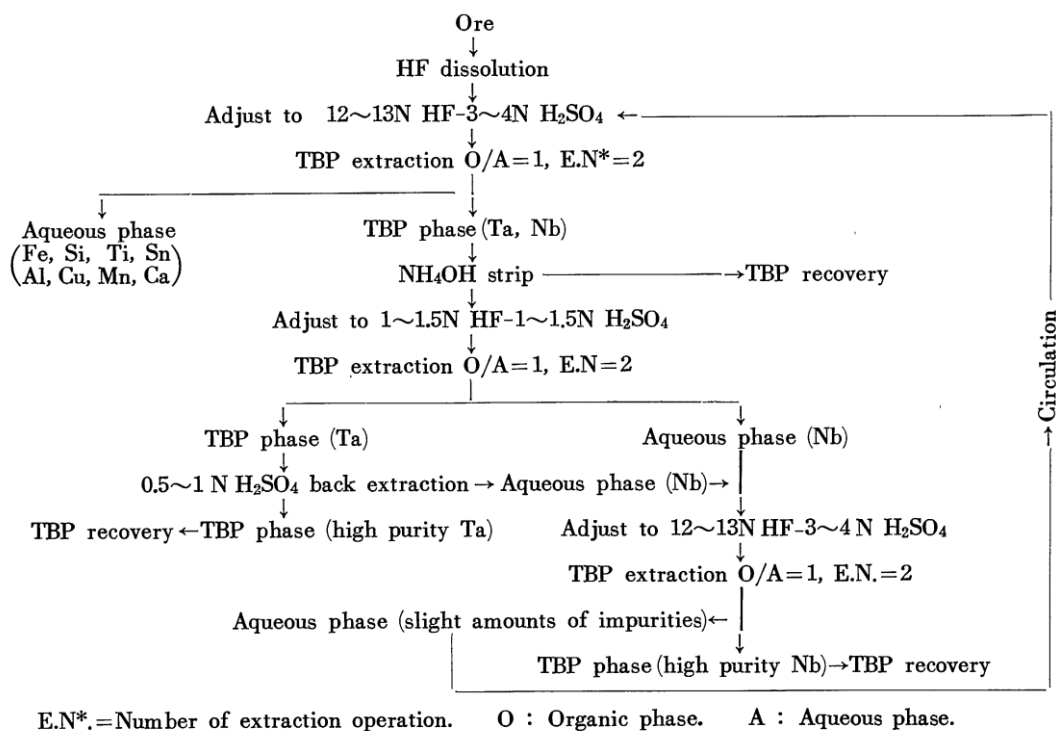 Ore
↓
HF dissolution
↓
Adjust to 12~13N HF-3~4N H₂SO₄ ←
↓
TBP extraction O/A=1, E.N*=2
↓ ↓
Aqueous phase
(Fe, Si, Ti, Sn
Al, Cu, Mn, Ca)
TBP phase (Ta, Nb)
↓
NH₄OH strip →TBP recovery
↓
Adjust to 1~1.5N HF-1~1.5N H₂SO₄
↓
TBP extraction O/A=1, E.N=2
↓ ↓
TBP phase (Ta) Aqueous phase (Nb)
↓
0.5~1 N H₂SO₄ back extraction → Aqueous phase (Nb)→
↓ ↓
TBP recovery ←TBP phase (high purity Ta) Adjust to 12~13N HF-3~4 N H₂SO₄
↓
TBP extraction O/A=1, E.N.=2
Aqueous phase (slight amounts of impurities)←
↓
TBP phase (high purity Nb)→TBP recovery
→Circulation
E.N*.=Number of extraction operation. O : Organic phase. A : Aqueous phase.